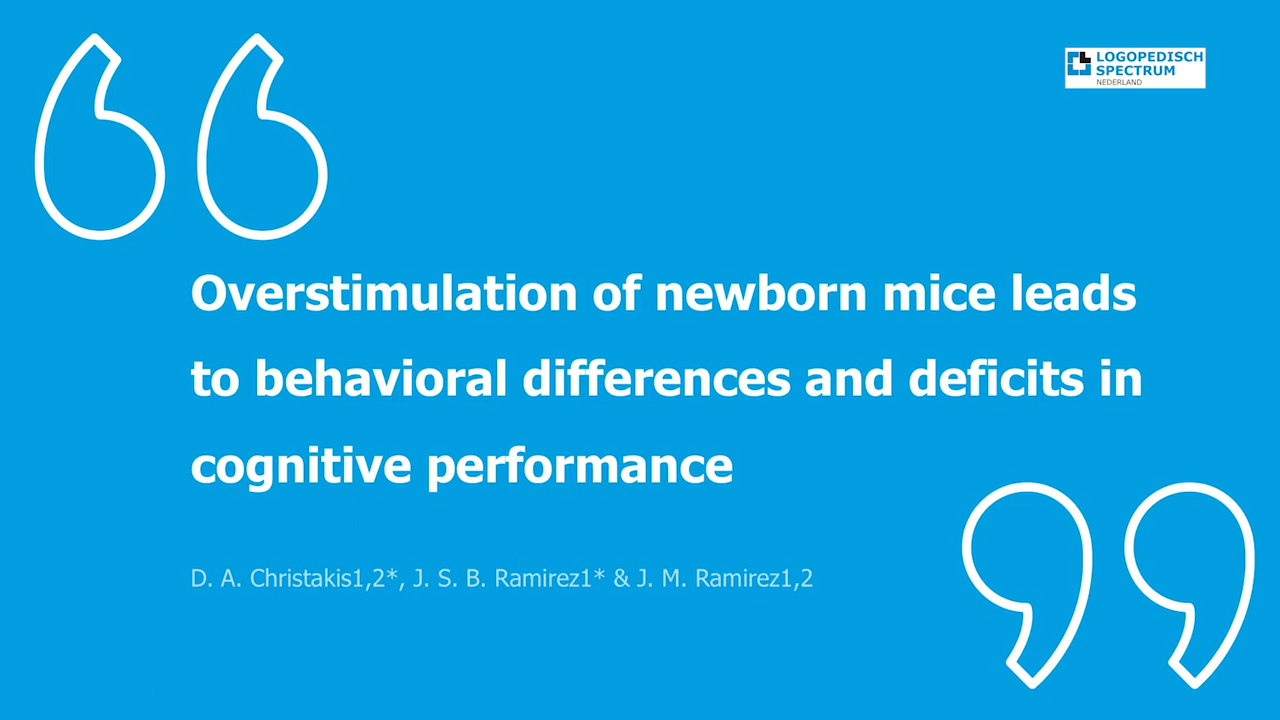 LOGOPEDISCH
SPECTRUM
NEDERLAND
Overstimulation of newborn mice leads
to behavioral differences and deficits in
cognitive performance
D. A. Christakis1,2*, J. S. B. Ramirez1* & J. M. Ramirez1,2